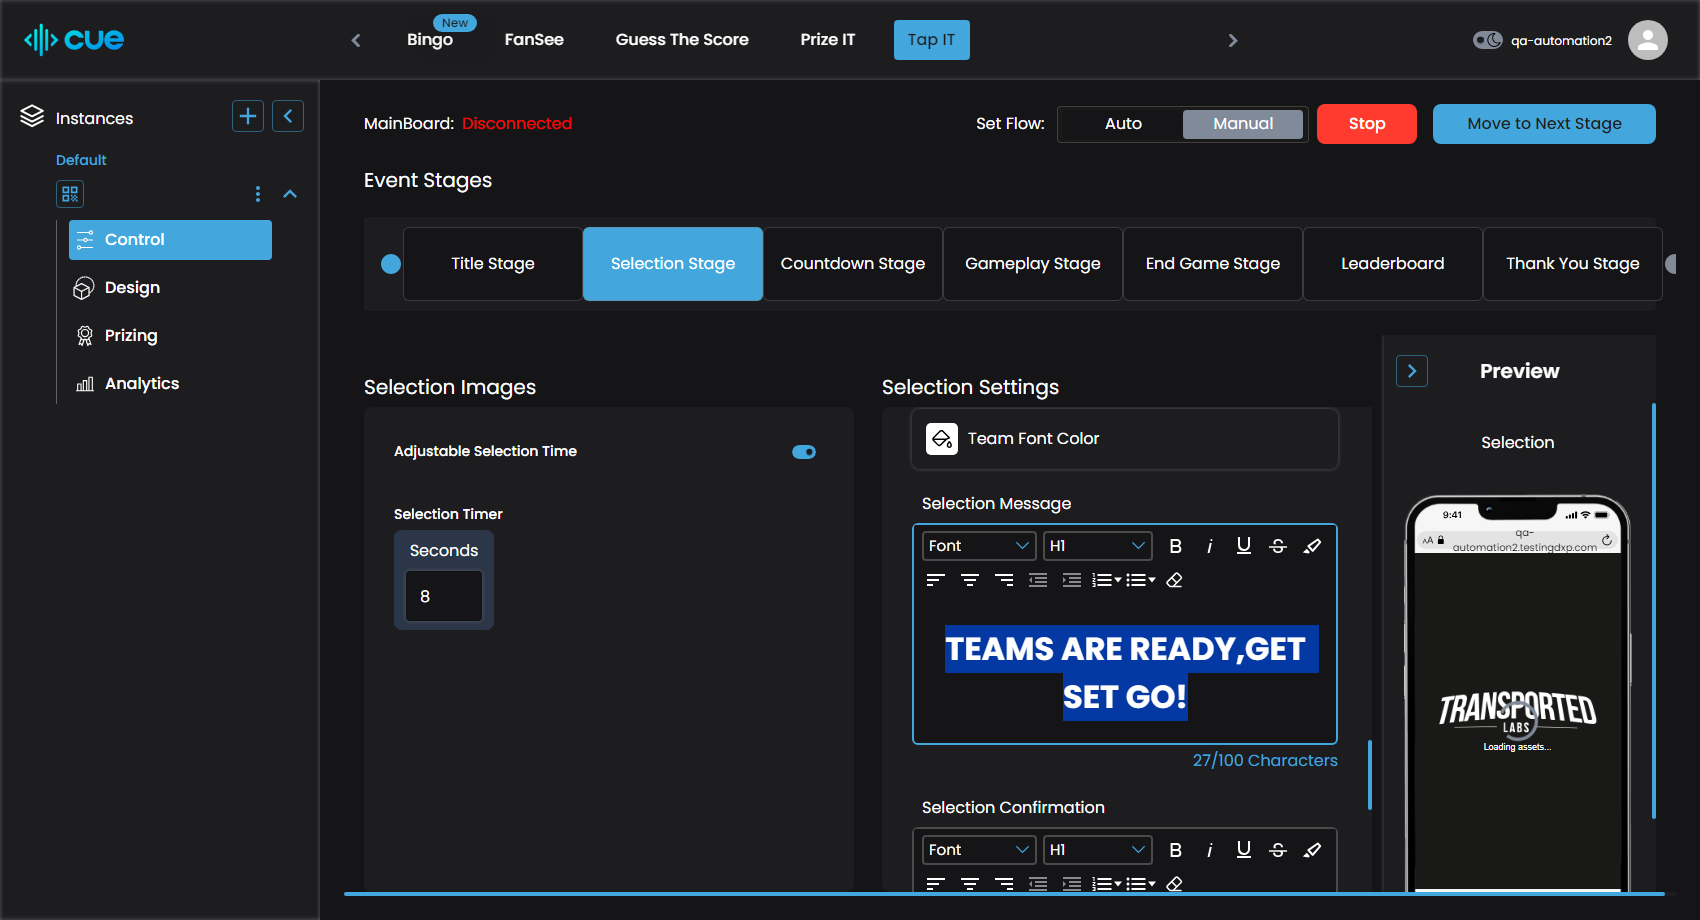 cue
New
Bingo
FanSee
Guess The Score
Prize IT
Tap IT
qa-automation2
Instances
Default
Control
Design
Prizing
Analytics
MainBoard: Disconnected
Set Flow:
Auto
Manual
Stop
Move to Next Stage
Event Stages
Title Stage
Selection Stage
Countdown Stage
Gameplay Stage
End Game Stage
Leaderboard
Thank You Stage
Selection Images
Adjustable Selection Time
Selection Timer
Seconds
8
Selection Settings
Team Font Color
Selection Message
Font
H1
B
i
U
S
TEAMS ARE READY,GET
SET GO!
27/100 Characters
Selection Confirmation
Font
H1
B
i
U
S
Preview
Selection
9:41
AA
qa-
automation2.testingdxp.com
TRANSPORTED
LABS
Loading assets...